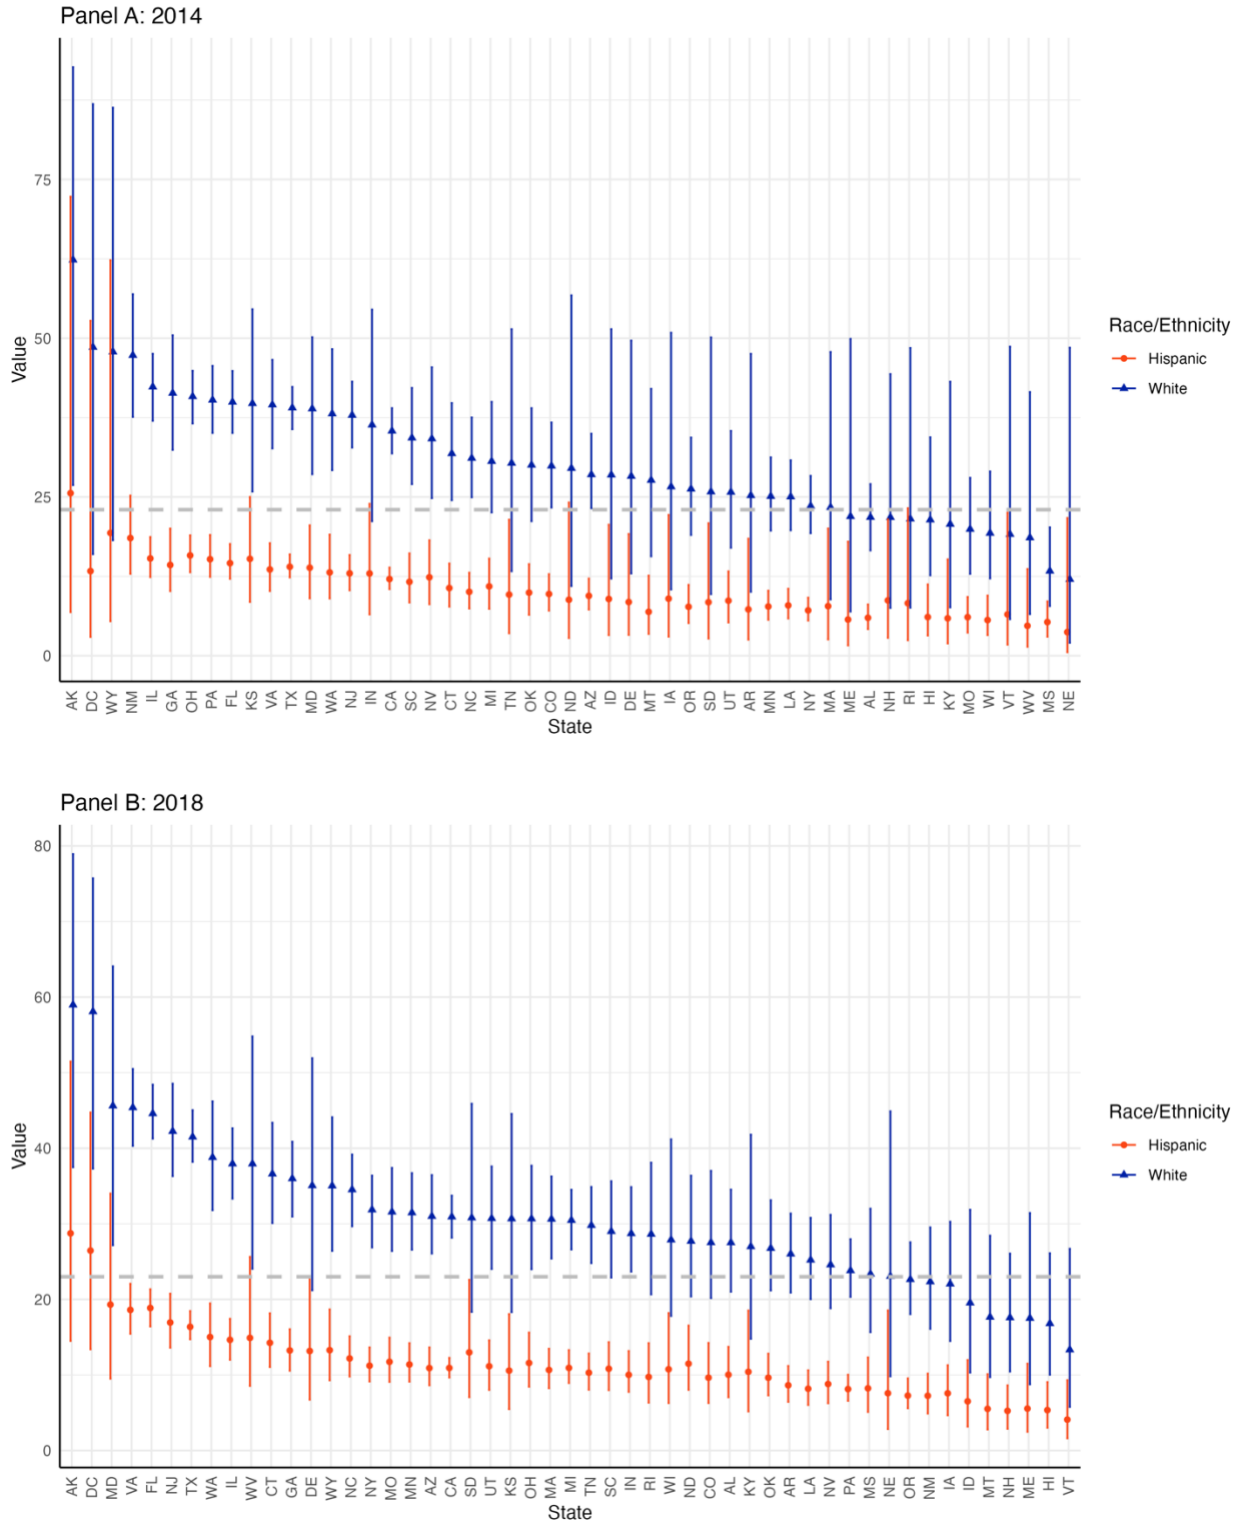 Panel A: 2014
Value
75
50
25
0
AK DC WY NM IL GA OH PA FL KS VA TX MD WA NJ IN CA SC NV CT NC MI TN OK CO ND AZ ID DE MT IA OR SD UT AR MN LA NY MA ME AL NH RI HI KY MO WI VT WV MS NE
State
Race/Ethnicity
Hispanic
White
Panel B: 2018
Value
80
60
40
20
0
AK DC MD VA FL NJ TX WA IL WV CT GA DE WY NC NY MO MN AZ CA SD UT KS OH MA MI TN SC IN RI WI ND CO AL KY OK AR LA NV PA MS NE OR NM IA ID MT NH ME HI VT
State
Race/Ethnicity
Hispanic
White